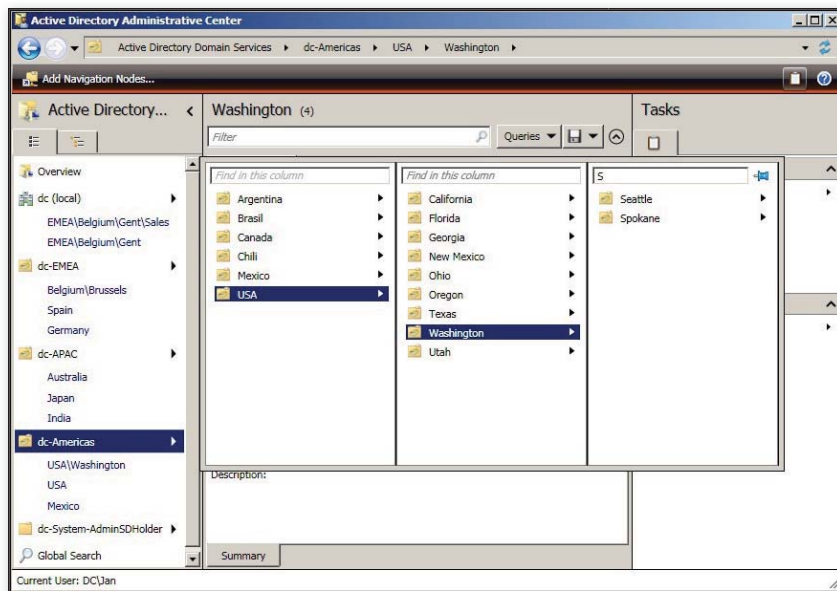 Active Directory Administrative Center
Active Directory Domain Services dc-Americas USA Washington
Add Navigation Nodes...
Active Directory...
Washington (4)
Tasks
Filter
Queries
Overview
dc (local)
EMEA\Belgium\Gent\Sales
EMEA\Belgium\Gent
dc-EMEA
Belgium\Brussels
Spain
Germany
dc-APAC
Australia
Japan
India
dc-Americas
USA\Washington
USA
Mexico
dc-System-AdminSDHolder
Global Search
Find in this column
Argentina
Brasil
Canada
Chili
Mexico
USA
Find in this column
California
Florida
Georgia
New Mexico
Ohio
Oregon
Texas
Washington
Utah
S
Seattle
Spokane
Description:
Summary
Current User: DC\Jan